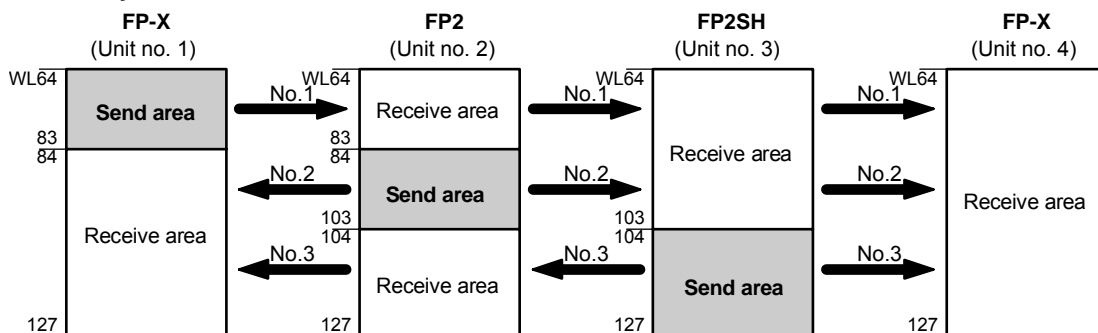 FP-X FP2 FP2SH FP-X
(Unit no. 1) (Unit no. 2) (Unit no. 3) (Unit no. 4)
WL64 WL64 WL64 WL64
Send area No.1 Receive area No.1 No.1
83 83
84 84
Receive area No.2 Send area No.2 Receive area No.2 Receive area
103 103
104 104
No.3 Receive area No.3 Send area No.3
127 127 127 127